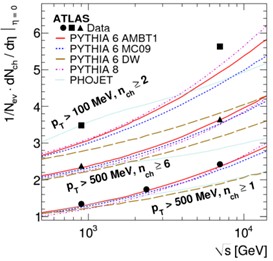 ATLAS
Data
PYTHIA 6 AMBT1
PYTHIA 6 MC09
PYTHIA 6 DW
PYTHIA 8
PHOJET
p_T > 100 MeV, n_ch ≥ 2
p_T > 500 MeV, n_ch ≥ 6
p_T > 500 MeV, n_ch ≥ 1
1/N_ev · dN_ch / dη |_η = 0
6
5
4
3
2
1
10³
10⁴
√s [GeV]